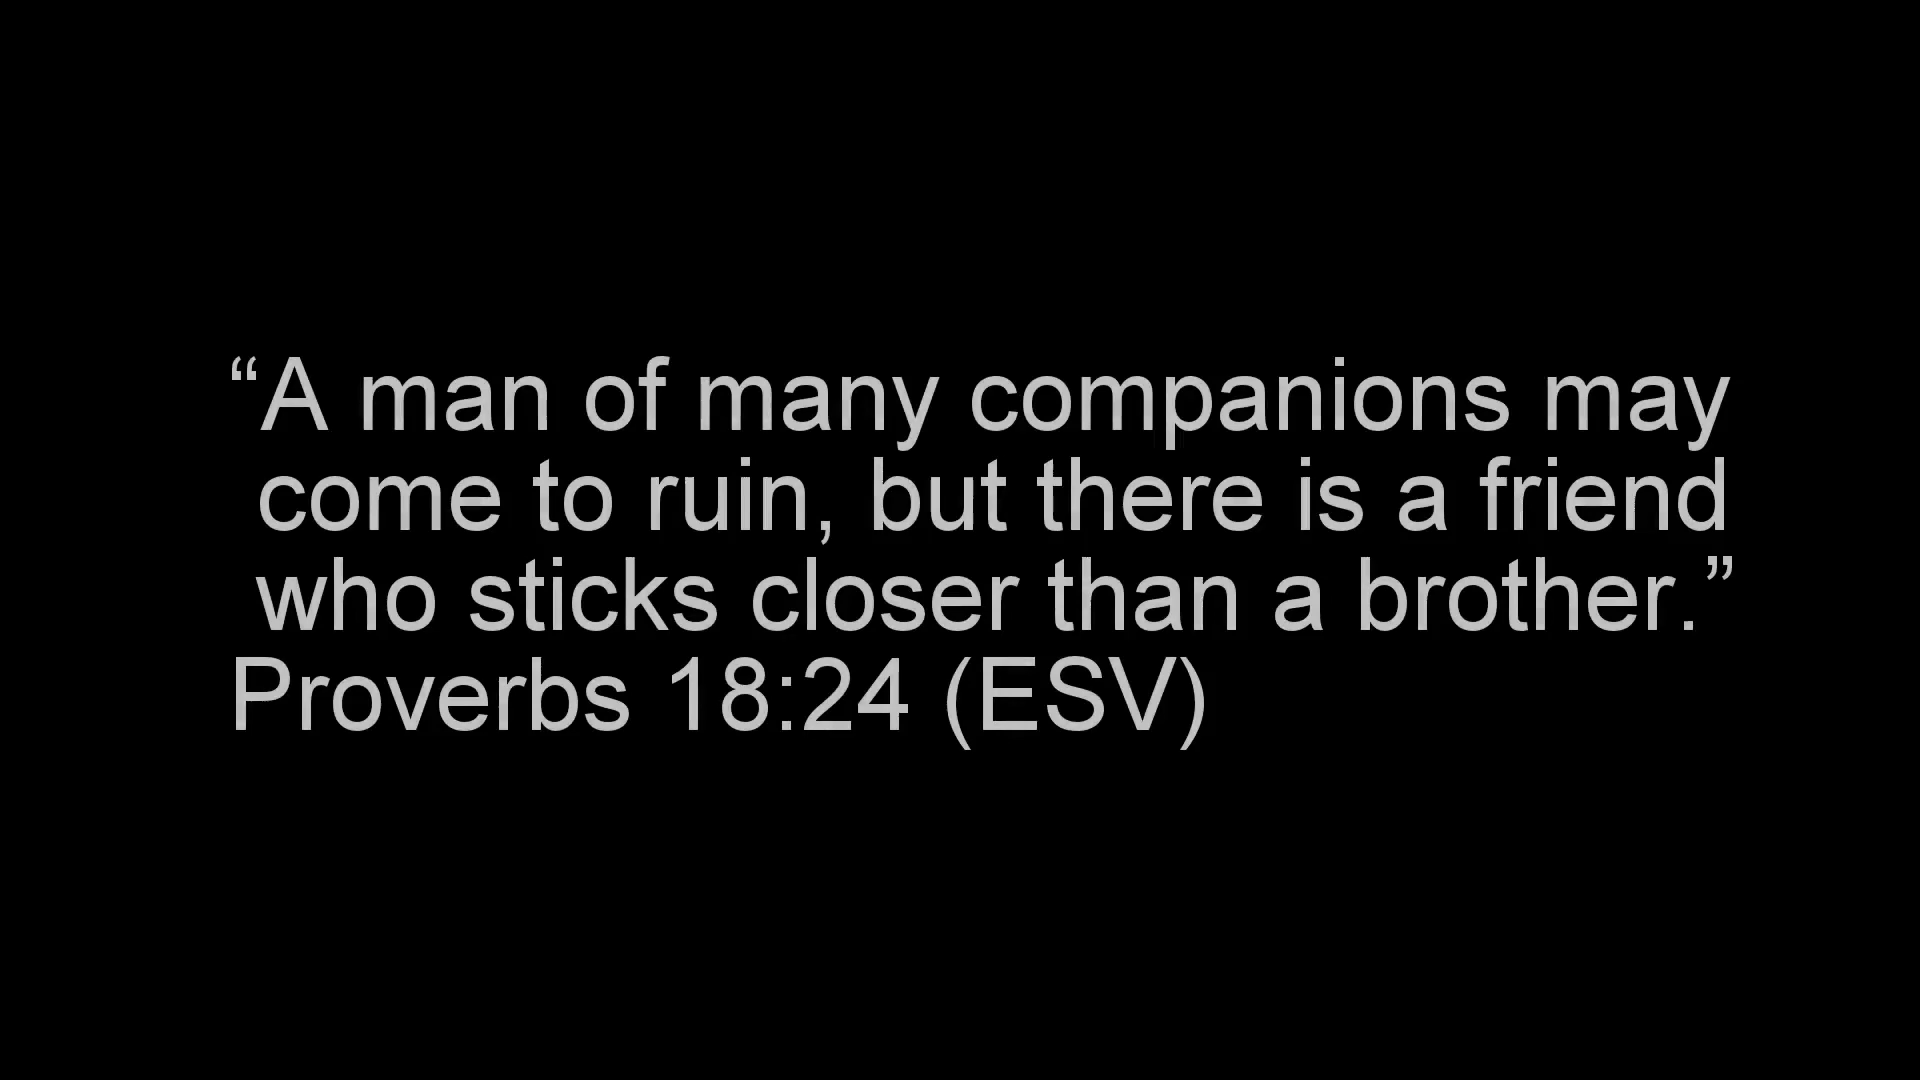 “A man of many companions may
come to ruin, but there is a friend
who sticks closer than a brother.”
Proverbs 18:24 (ESV)